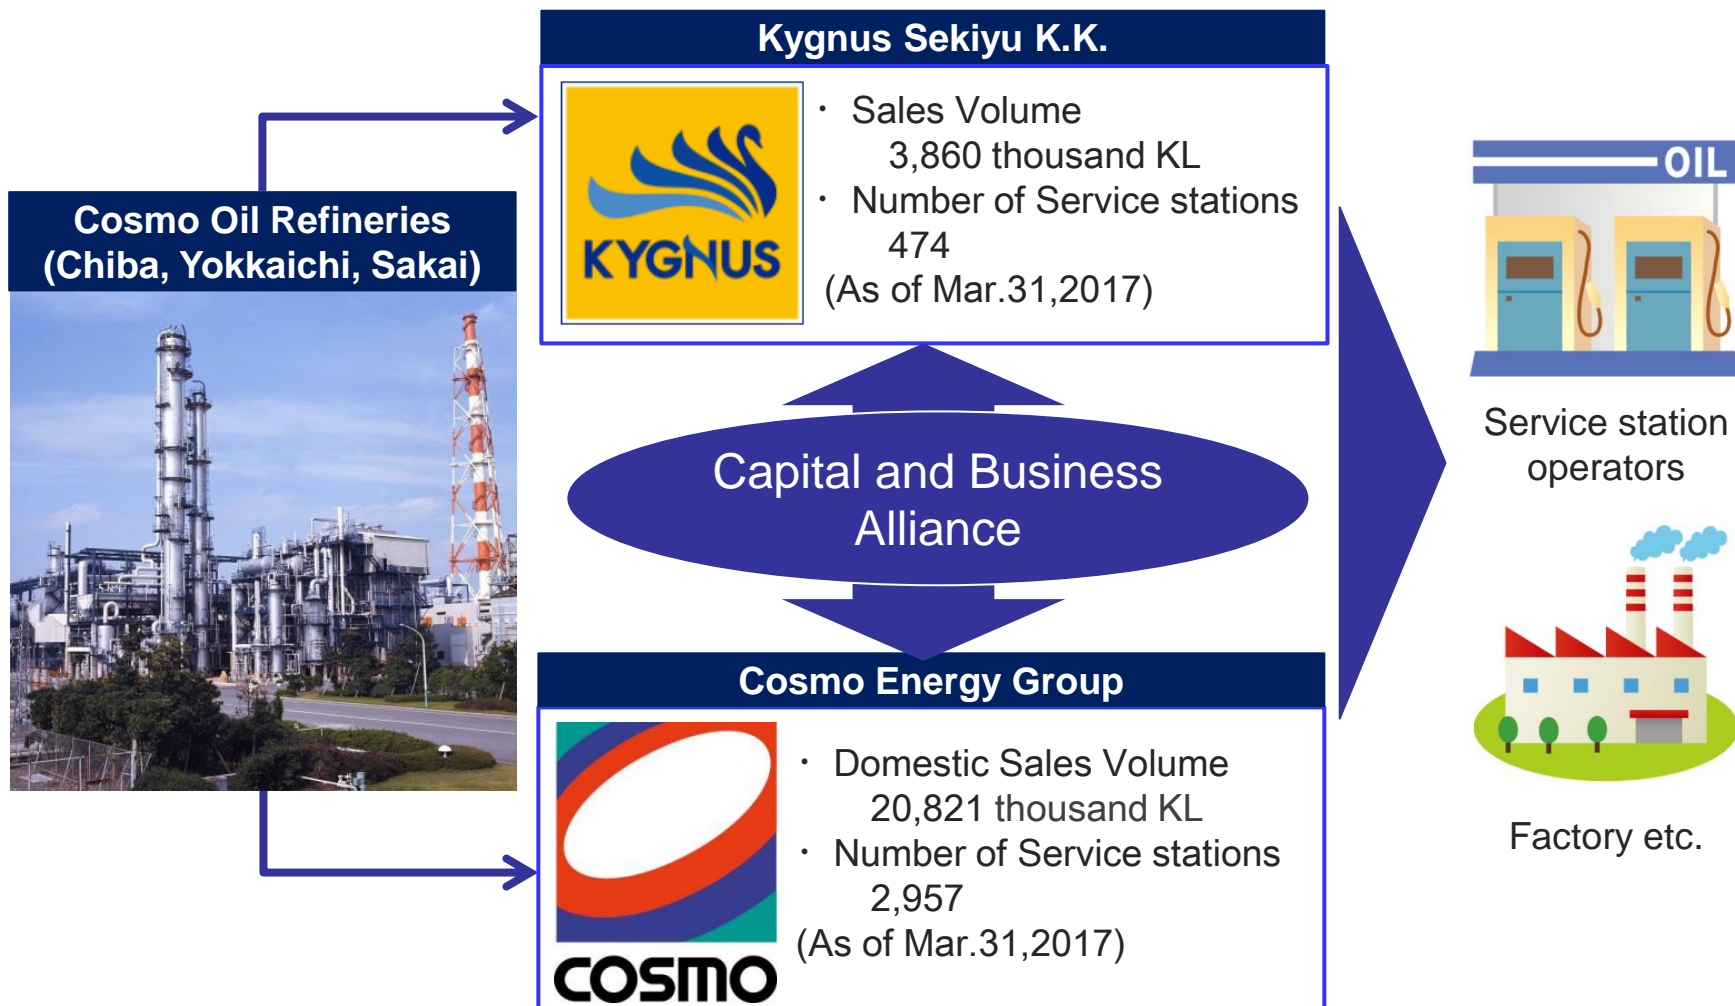 Kygnus Sekiyu K.K.
KYGNUS
・ Sales Volume
3,860 thousand KL
・ Number of Service stations
474
(As of Mar.31,2017)
Cosmo Oil Refineries
(Chiba, Yokkaichi, Sakai)
Capital and Business
Alliance
Cosmo Energy Group
COSMO
・ Domestic Sales Volume
20,821 thousand KL
・ Number of Service stations
2,957
(As of Mar.31,2017)
OIL
Service station
operators
Factory etc.